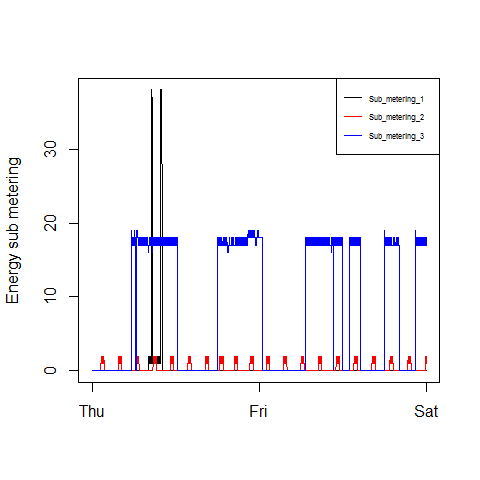 Energy sub metering
30
20
10
0
Sub_metering_1
Sub_metering_2
Sub_metering_3
Thu Fri Sat